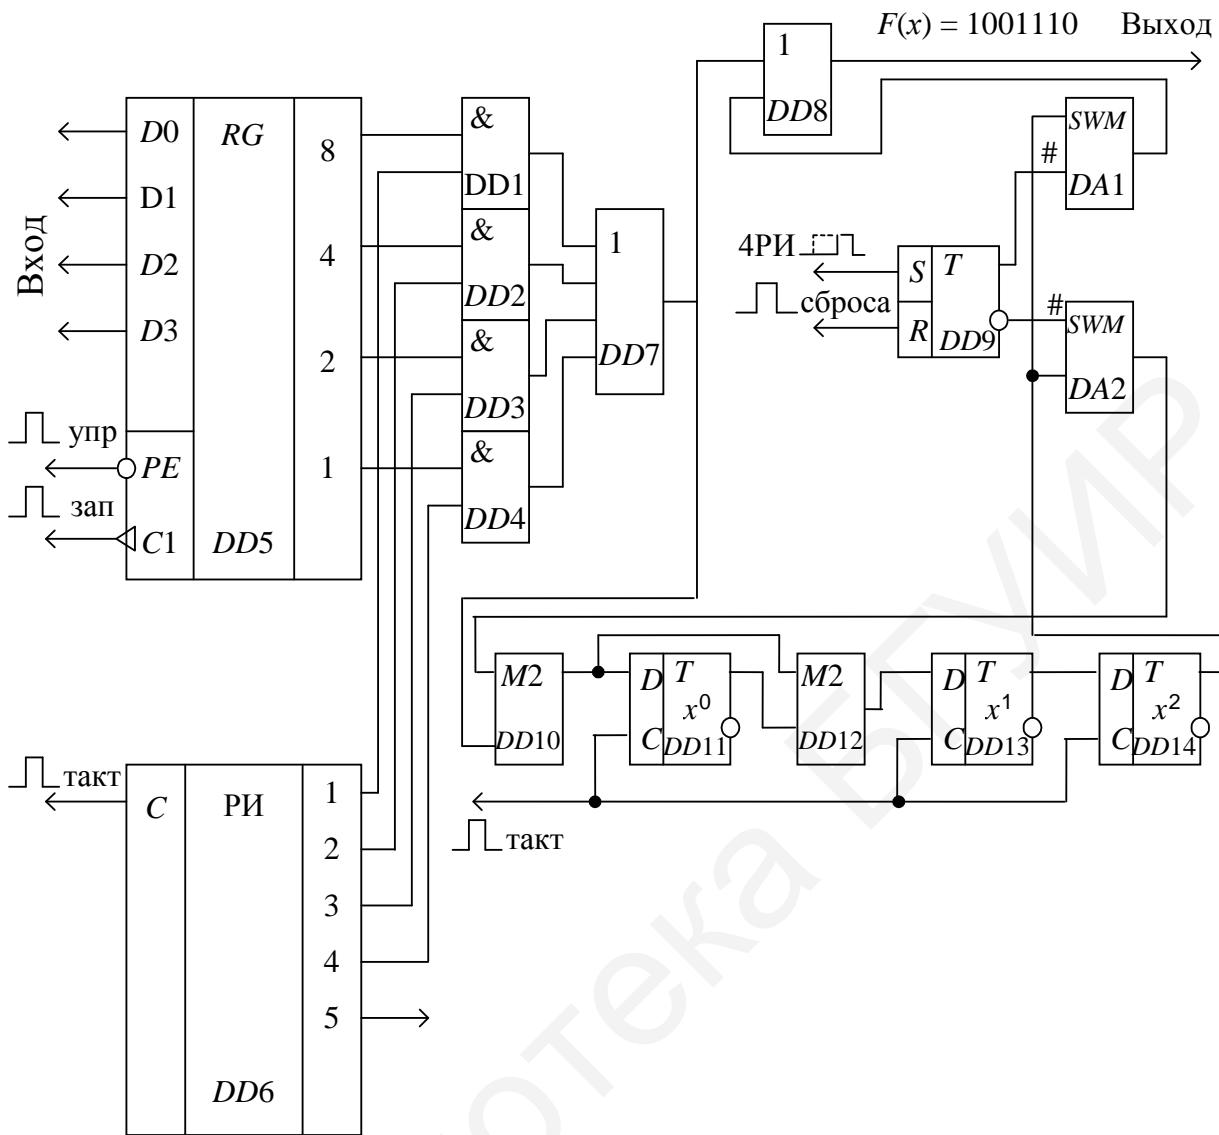 F(x) = 1001110 Выход
1
DD8
D0
D1
D2
D3
Вход
RG
8
4
2
1
упр
PE
зап
C1
DD5
&
DD1
&
DD2
&
DD3
&
DD4
1
DD7
SWM
#
DA1
4РИ
сброса
S
T
R
DD9
#
SWM
DA2
M2
DD10
D
T
x⁰
C
DD11
M2
DD12
D
T
x¹
C
DD13
D
T
x²
C
DD14
такт
такт
C
РИ
1
2
3
4
5
DD6
отека БГУИР